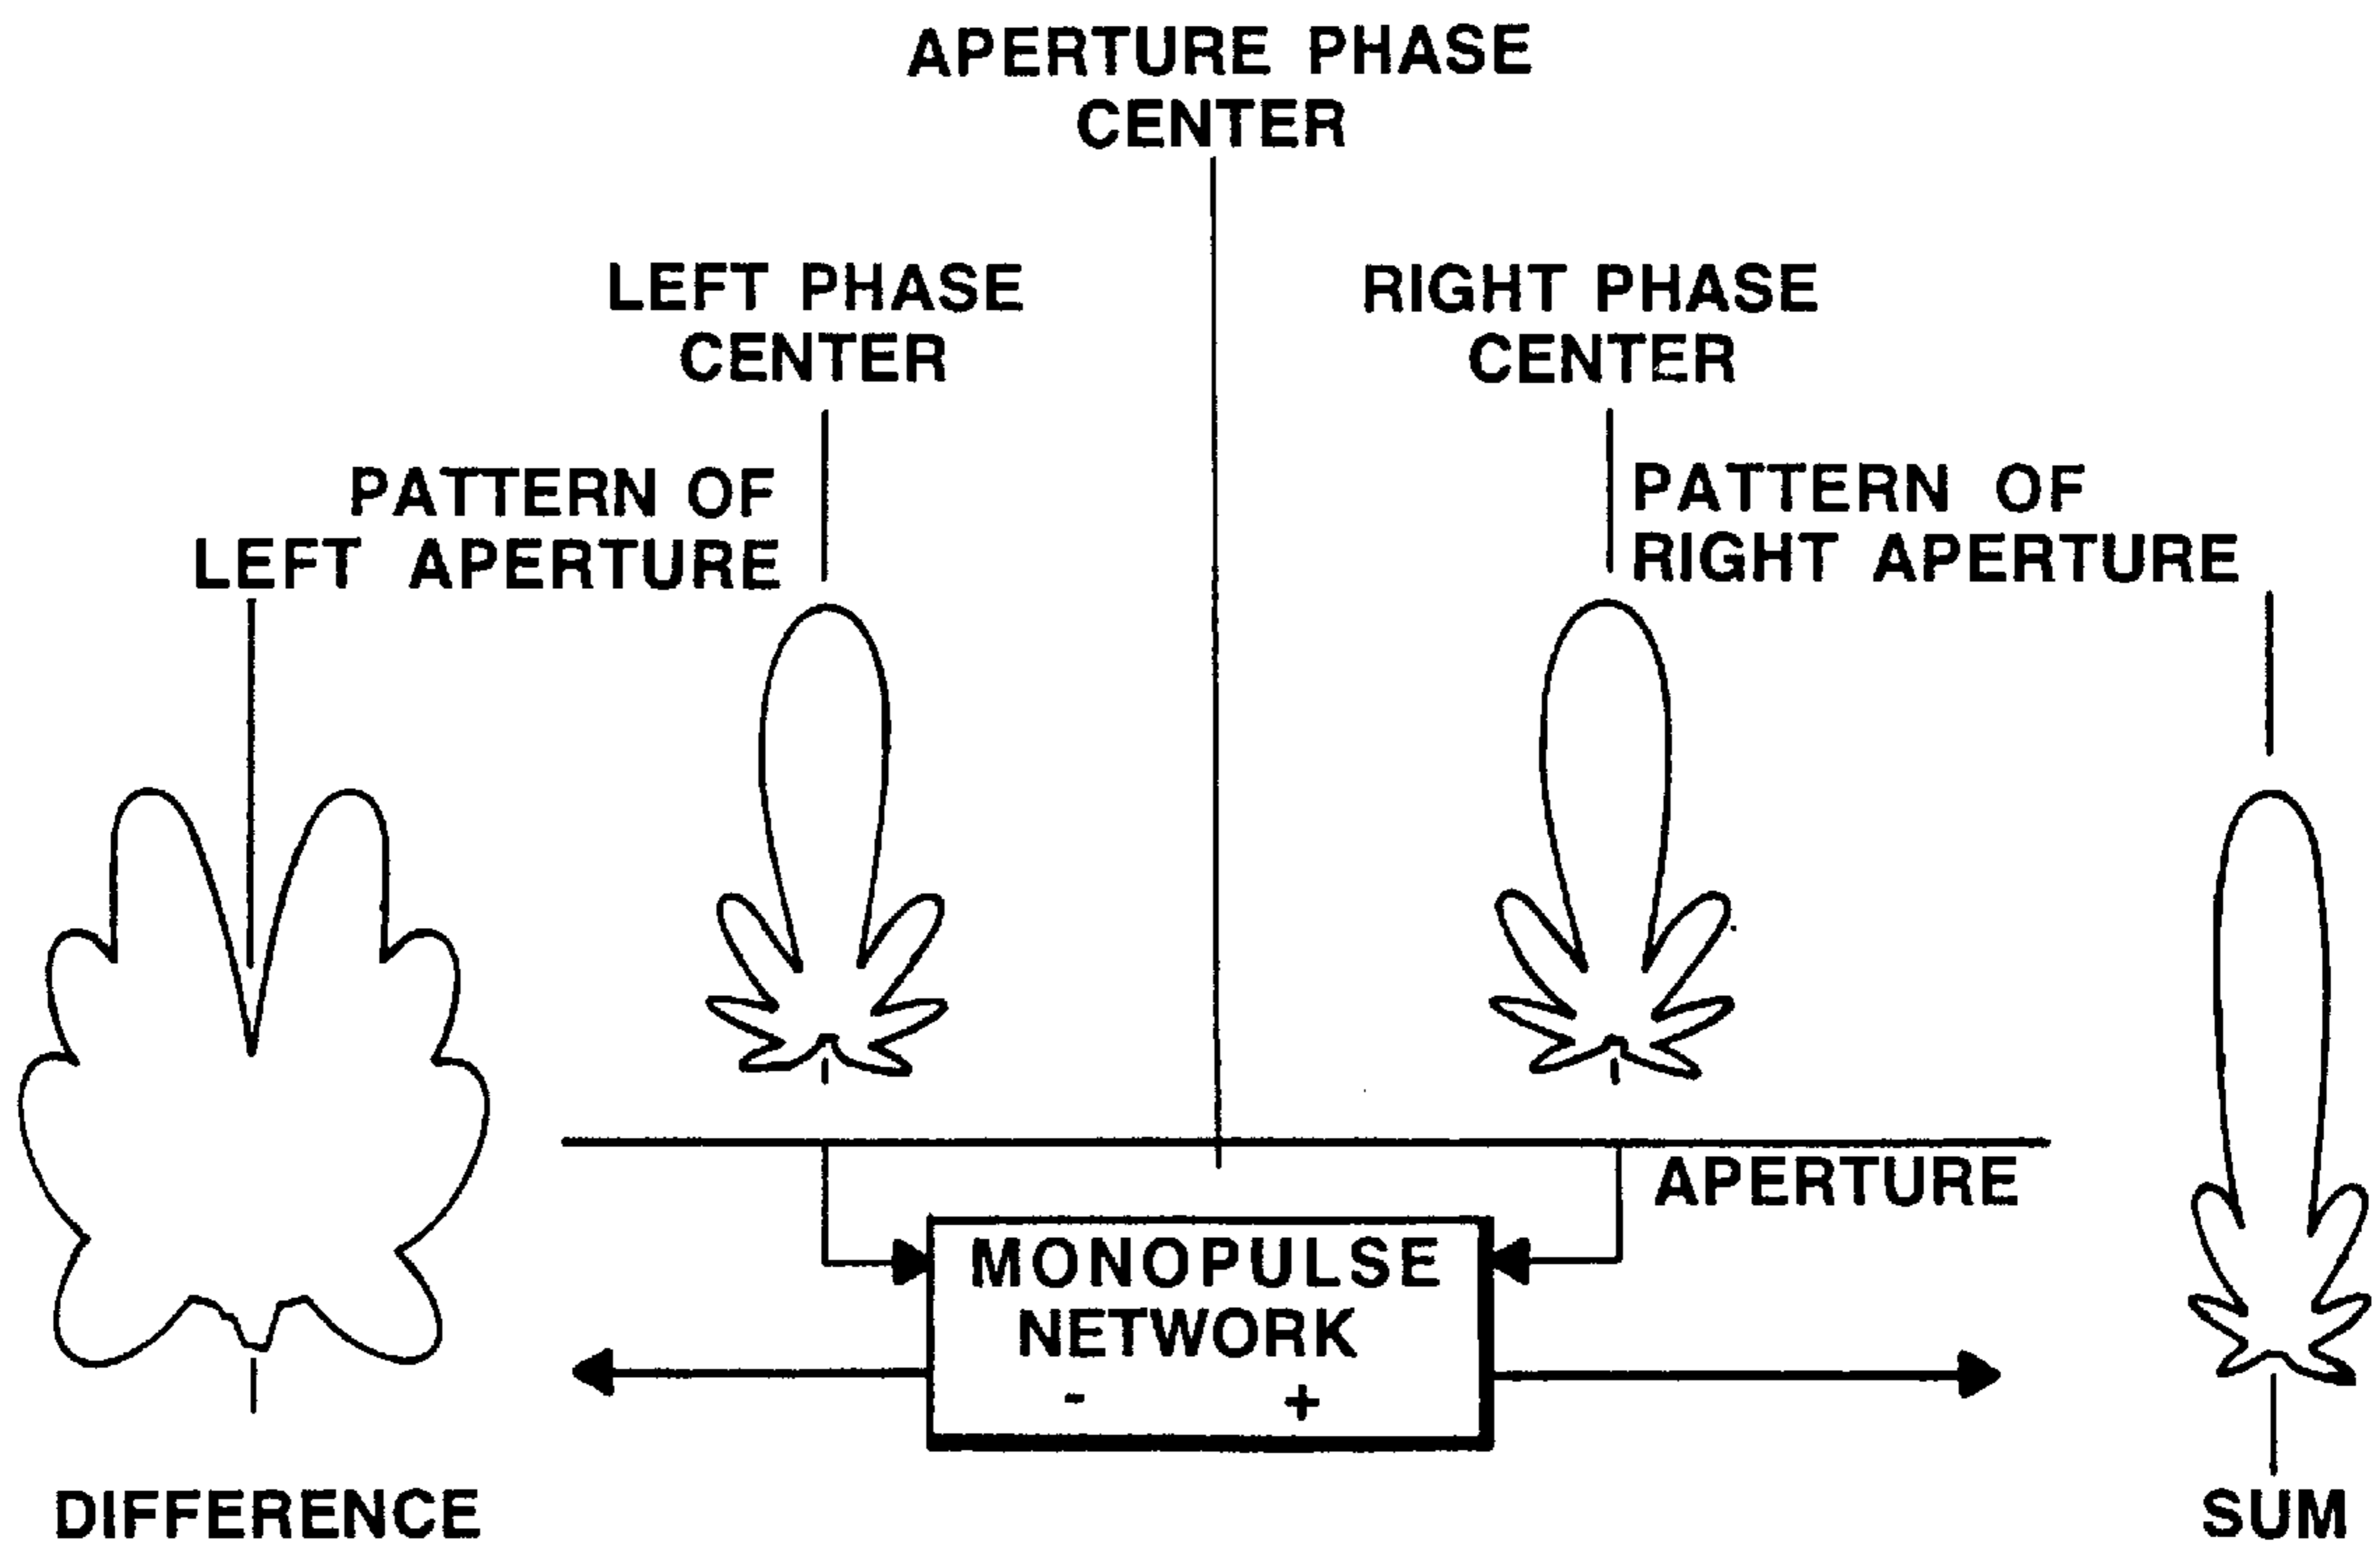 APERTURE PHASE
CENTER
LEFT PHASE
CENTER
RIGHT PHASE
CENTER
PATTERN OF
LEFT APERTURE
PATTERN OF
RIGHT APERTURE
APERTURE
MONOPULSE
NETWORK
- +
DIFFERENCE
SUM